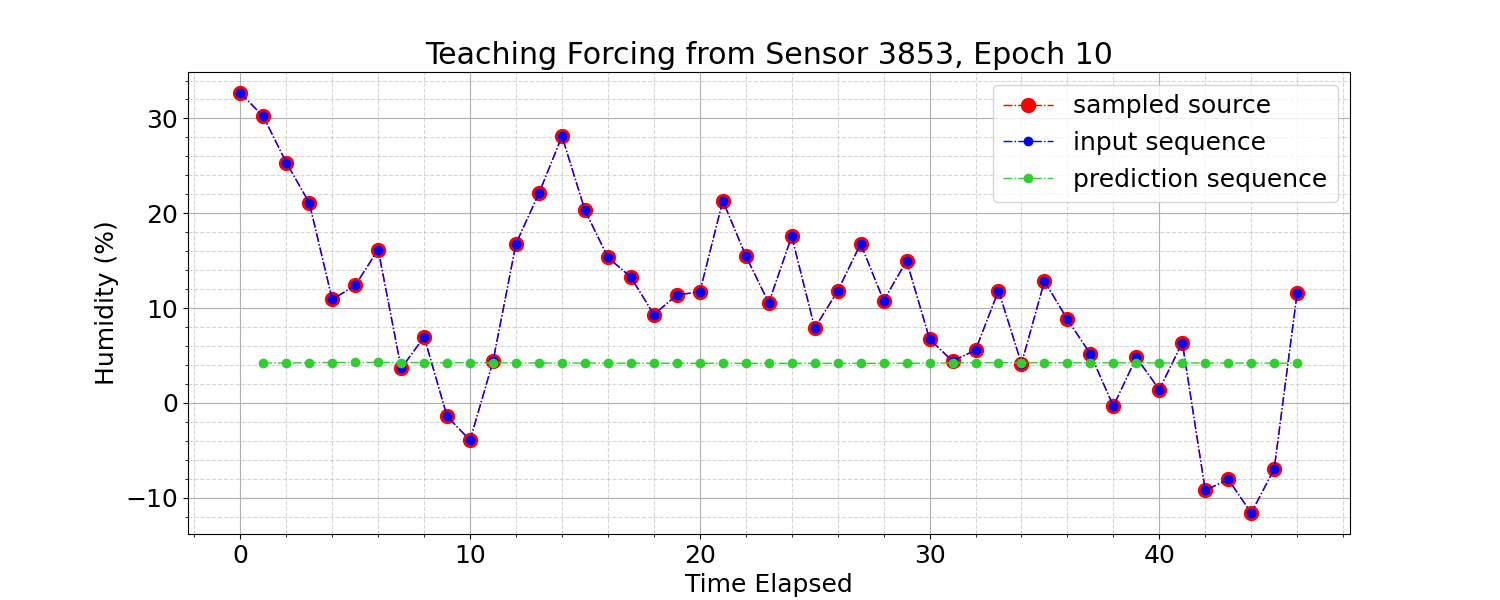 Teaching Forcing from Sensor 3853, Epoch 10
sampled source
input sequence
prediction sequence
Humidity (%)
30
20
10
0
−10
0 10 20 30 40
Time Elapsed